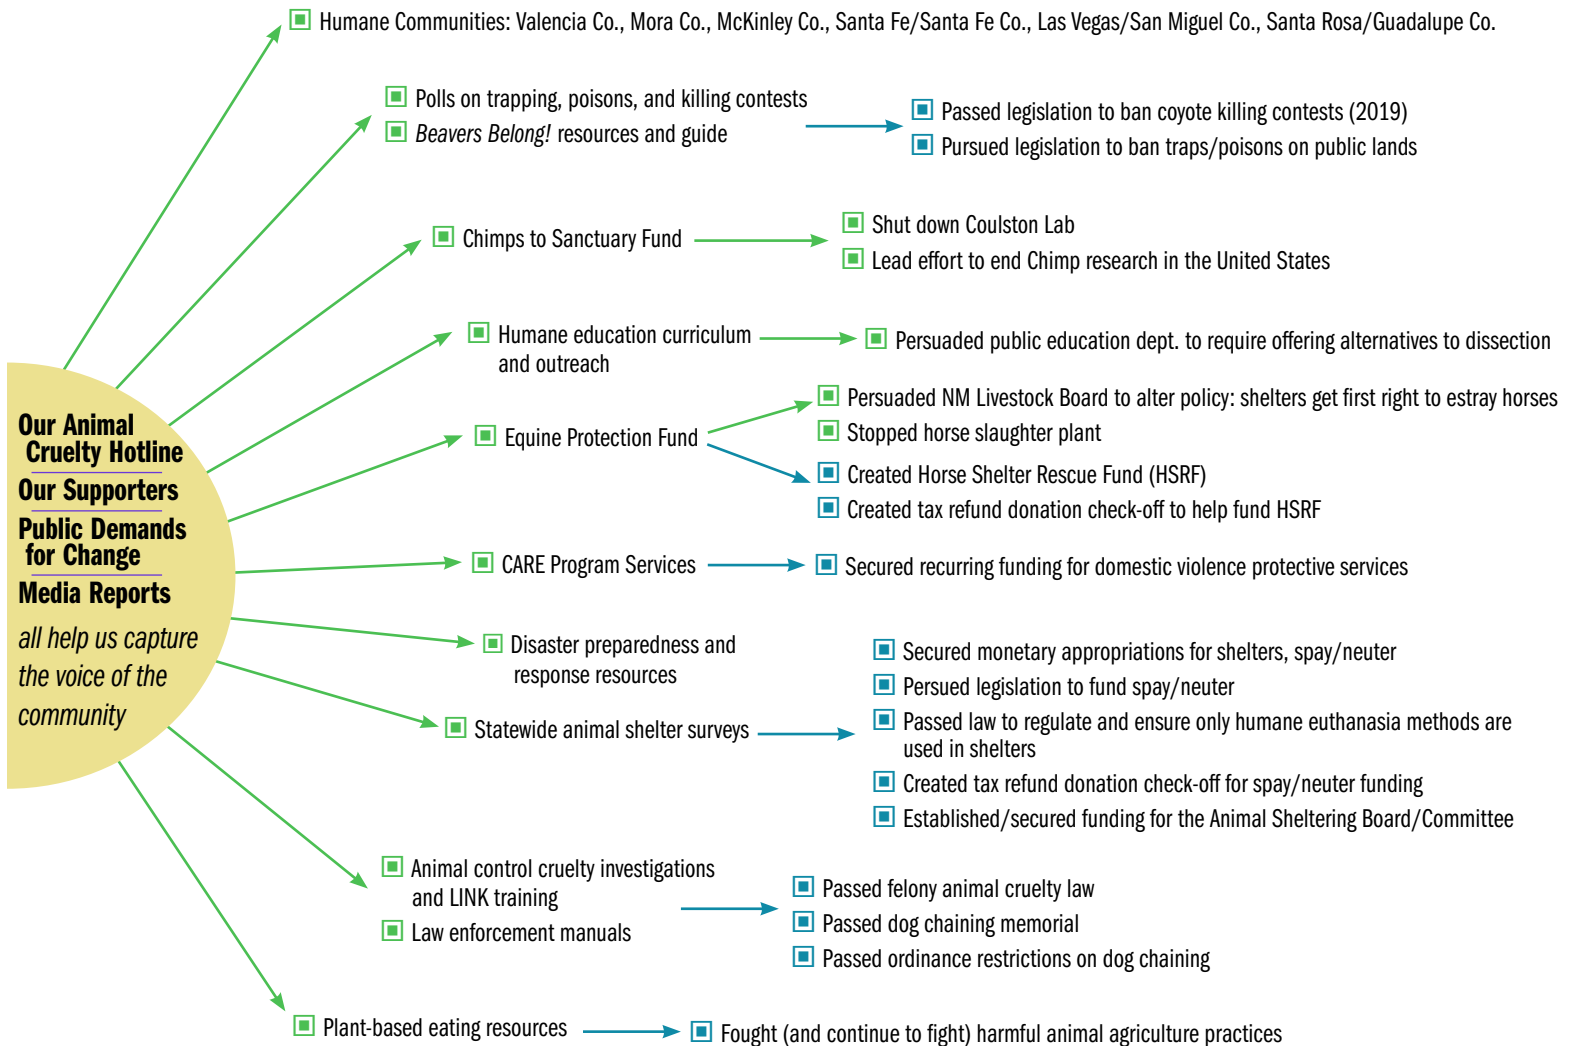 Humane Communities: Valencia Co., Mora Co., McKinley Co., Santa Fe/Santa Fe Co., Las Vegas/San Miguel Co., Santa Rosa/Guadalupe Co.
Polls on trapping, poisons, and killing contests
Beavers Belong! resources and guide
Passed legislation to ban coyote killing contests (2019)
Pursued legislation to ban traps/poisons on public lands
Chimps to Sanctuary Fund
Shut down Coulston Lab
Lead effort to end Chimp research in the United States
Humane education curriculum
and outreach
Persuaded public education dept. to require offering alternatives to dissection
Our Animal
Cruelty Hotline
Our Supporters
Public Demands
for Change
Media Reports
all help us capture
the voice of the
community
Equine Protection Fund
Persuaded NM Livestock Board to alter policy: shelters get first right to estray horses
Stopped horse slaughter plant
Created Horse Shelter Rescue Fund (HSRF)
Created tax refund donation check-off to help fund HSRF
CARE Program Services
Secured recurring funding for domestic violence protective services
Disaster preparedness and
response resources
Statewide animal shelter surveys
Secured monetary appropriations for shelters, spay/neuter
Persued legislation to fund spay/neuter
Passed law to regulate and ensure only humane euthanasia methods are
used in shelters
Created tax refund donation check-off for spay/neuter funding
Established/secured funding for the Animal Sheltering Board/Committee
Animal control cruelty investigations
and LINK training
Law enforcement manuals
Passed felony animal cruelty law
Passed dog chaining memorial
Passed ordinance restrictions on dog chaining
Plant-based eating resources
Fought (and continue to fight) harmful animal agriculture practices